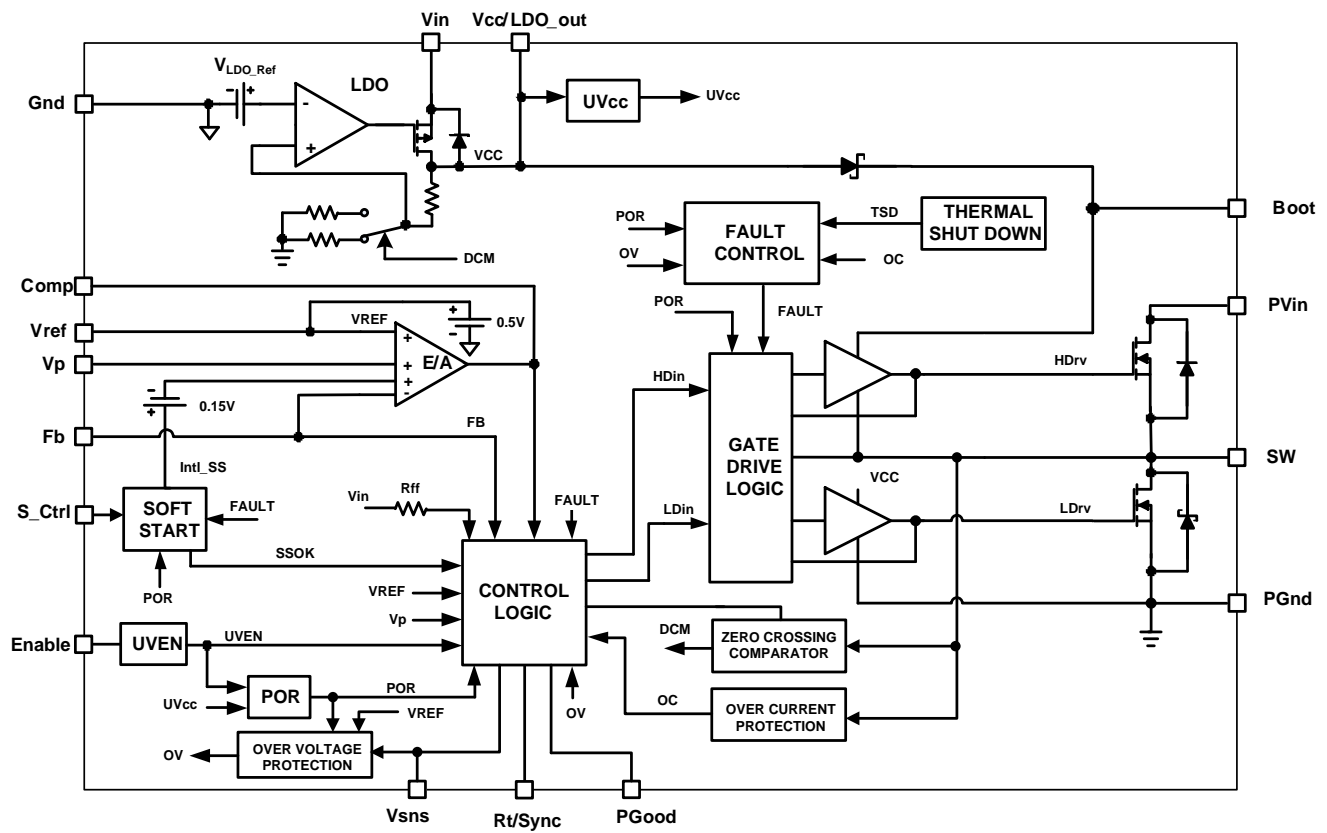 Vin
Vcc/LDO_out
VLDO_Ref
LDO
Gnd
-
+
UVcc
UVcc
VCC
Boot
POR
OV
FAULT
CONTROL
TSD
THERMAL
SHUT DOWN
OC
DCM
Comp
Vref
VREF
0.5V
Vp
E/A
0.15V
Fb
FB
POR
FAULT
PVin
HDrv
HDin
GATE
DRIVE
LOGIC
VCC
SW
LDin
LDrv
PGnd
Intl_SS
S_Ctrl
SOFT
START
FAULT
POR
SSOK
Vin
Rff
FAULT
CONTROL
LOGIC
VREF
Vp
Enable
UVEN
UVEN
POR
UVcc
POR
VREF
OV
OVER VOLTAGE
PROTECTION
OV
DCM
ZERO CROSSING
COMPARATOR
OC
OVER CURRENT
PROTECTION
Vsns
Rt/Sync
PGood